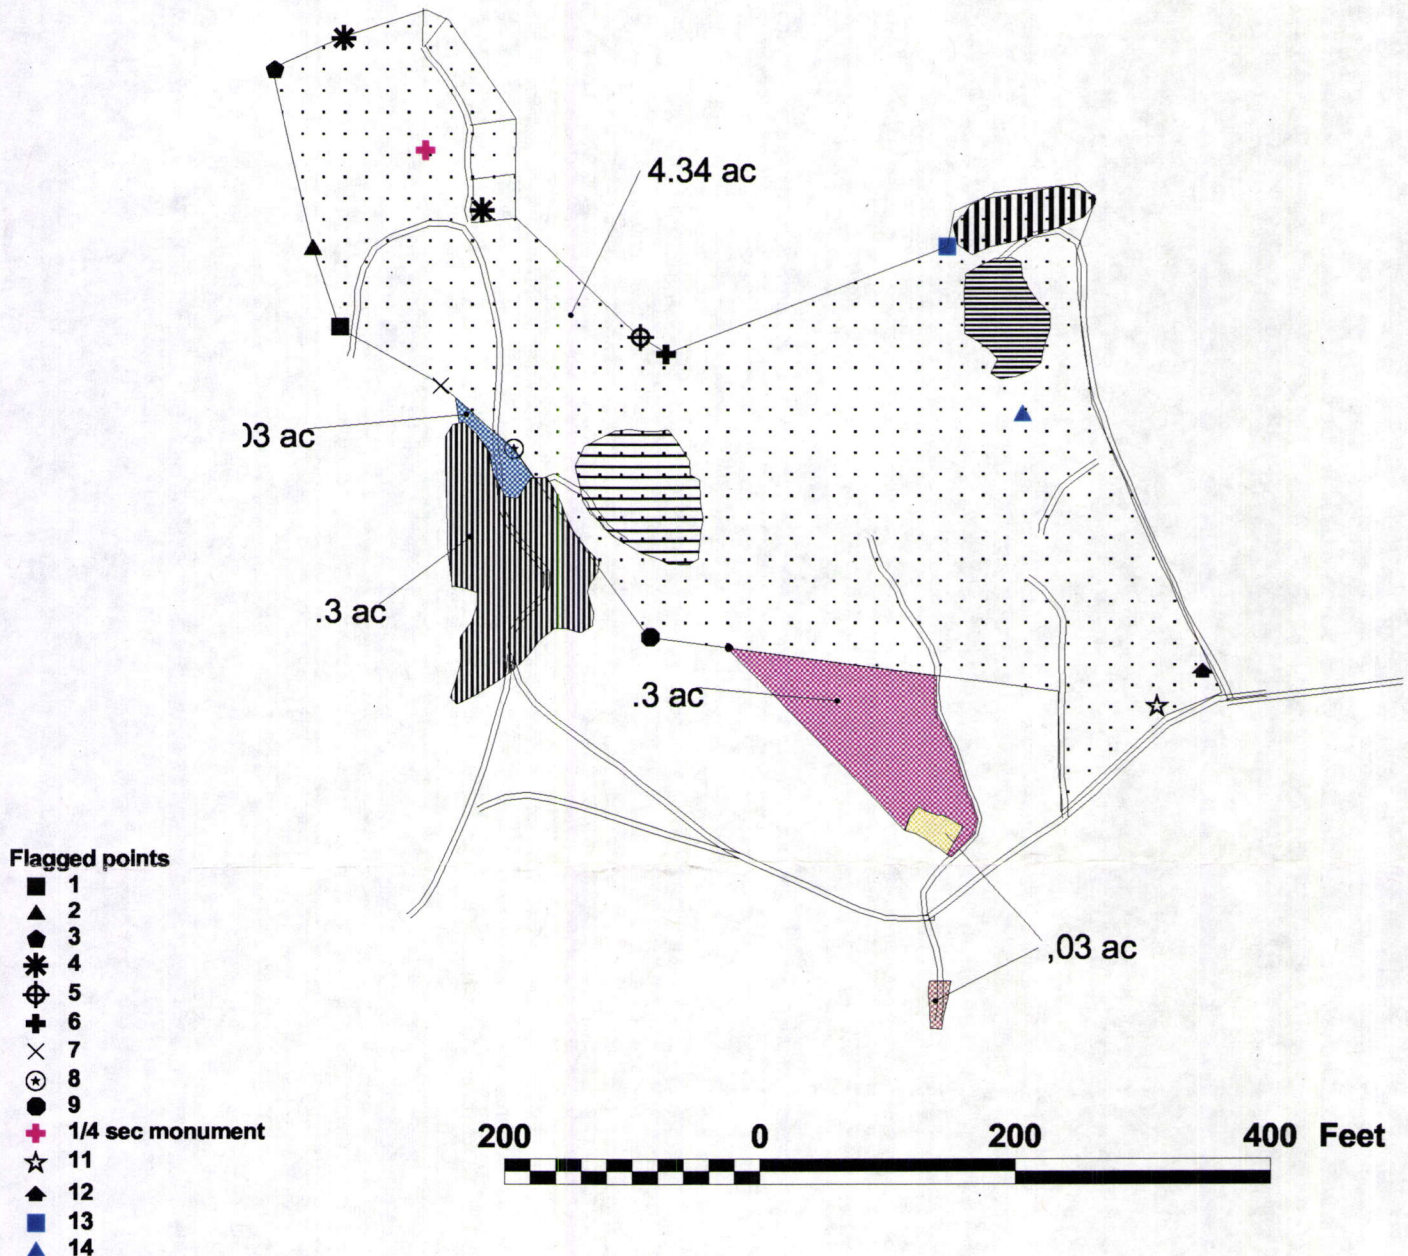 4.34 ac
)3 ac
.3 ac
.3 ac
,03 ac
Flagged points
1
2
3
4
5
6
7
8
9
1/4 sec monument
11
12
13
14
200 0 200 400 Feet